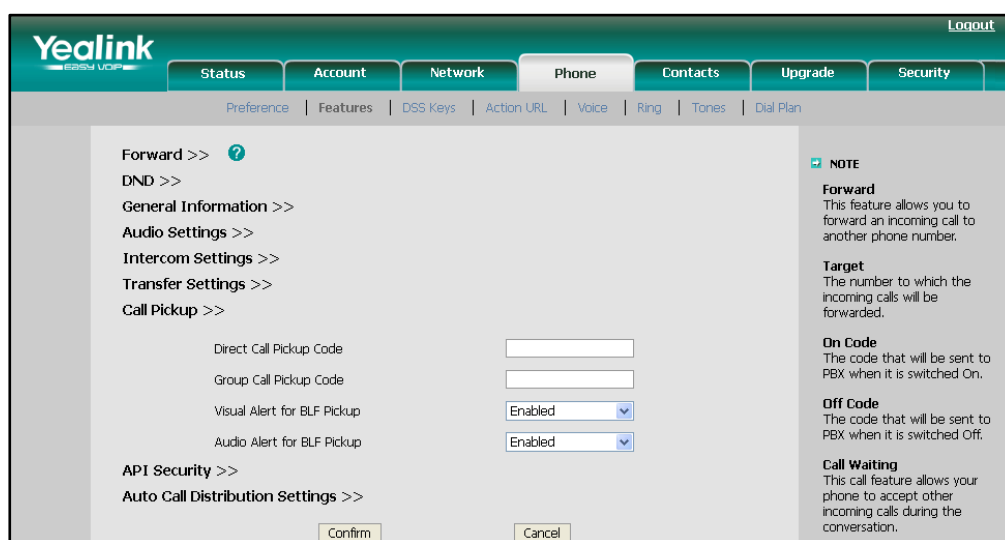 Logout
Yealink
EASY VOIP
Status Account Network Phone Contacts Upgrade Security
Preference Features DSS Keys Action URL Voice Ring Tones Dial Plan
Forward >> ?
DND >>
General Information >>
Audio Settings >>
Intercom Settings >>
Transfer Settings >>
Call Pickup >>
Direct Call Pickup Code
Group Call Pickup Code
Visual Alert for BLF Pickup Enabled
Audio Alert for BLF Pickup Enabled
API Security >>
Auto Call Distribution Settings >>
Confirm Cancel
NOTE
Forward
This feature allows you to
forward an incoming call to
another phone number.
Target
The number to which the
incoming calls will be
forwarded.
On Code
The code that will be sent to
PBX when it is switched On.
Off Code
The code that will be sent to
PBX when it is switched Off.
Call Waiting
This call feature allows your
phone to accept other
incoming calls during the
conversation.